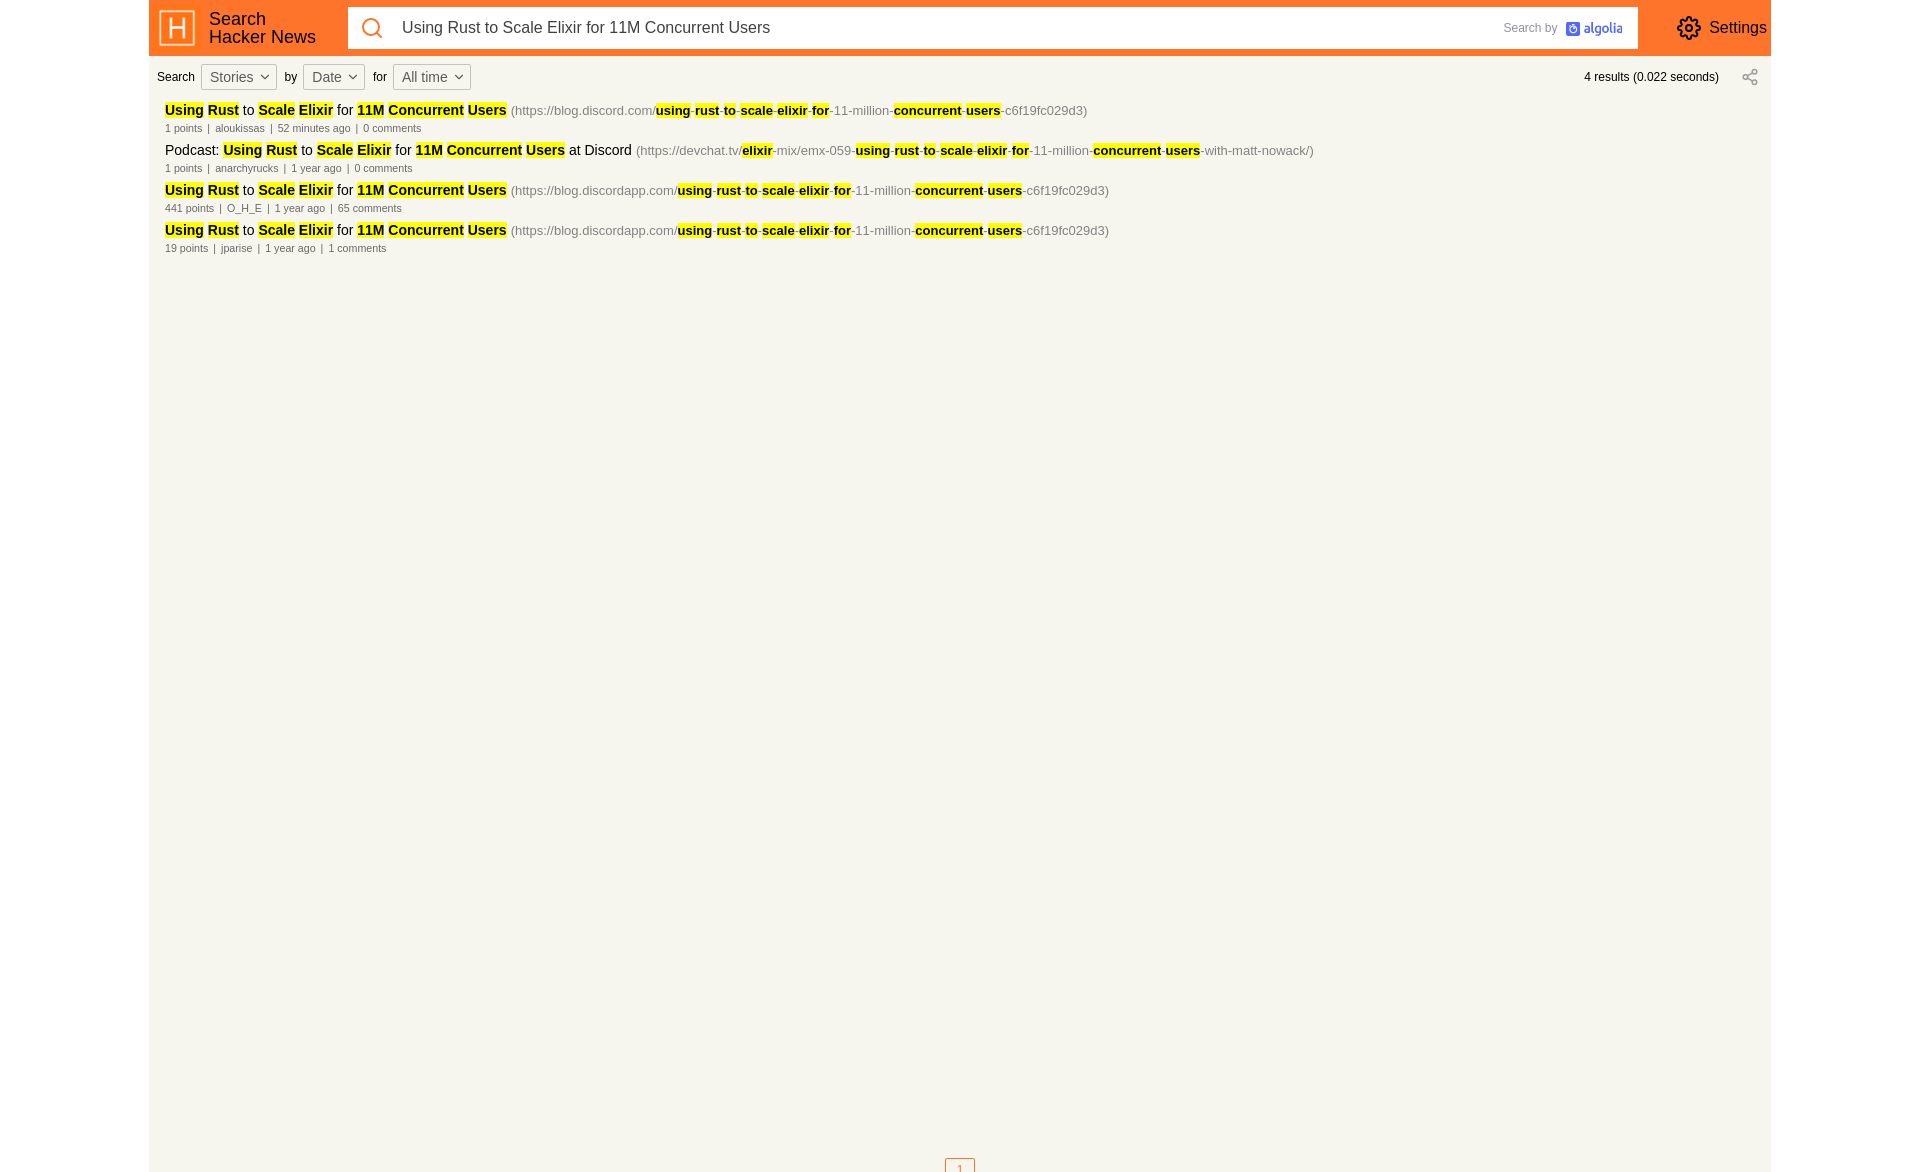 H
Search
Hacker News
Using Rust to Scale Elixir for 11M Concurrent Users
Search by algolia
Settings
Search Stories by Date for All time
4 results (0.022 seconds)
Using Rust to Scale Elixir for 11M Concurrent Users (https://blog.discord.com/using-rust-to-scale-elixir-for-11-million-concurrent-users-c6f19fc029d3)
1 points | aloukissas | 52 minutes ago | 0 comments
Podcast: Using Rust to Scale Elixir for 11M Concurrent Users at Discord (https://devchat.tv/elixir-mix/emx-059-using-rust-to-scale-elixir-for-11-million-concurrent-users-with-matt-nowack/)
1 points | anarchyrucks | 1 year ago | 0 comments
Using Rust to Scale Elixir for 11M Concurrent Users (https://blog.discordapp.com/using-rust-to-scale-elixir-for-11-million-concurrent-users-c6f19fc029d3)
441 points | O_H_E | 1 year ago | 65 comments
Using Rust to Scale Elixir for 11M Concurrent Users (https://blog.discordapp.com/using-rust-to-scale-elixir-for-11-million-concurrent-users-c6f19fc029d3)
19 points | jparise | 1 year ago | 1 comments
1